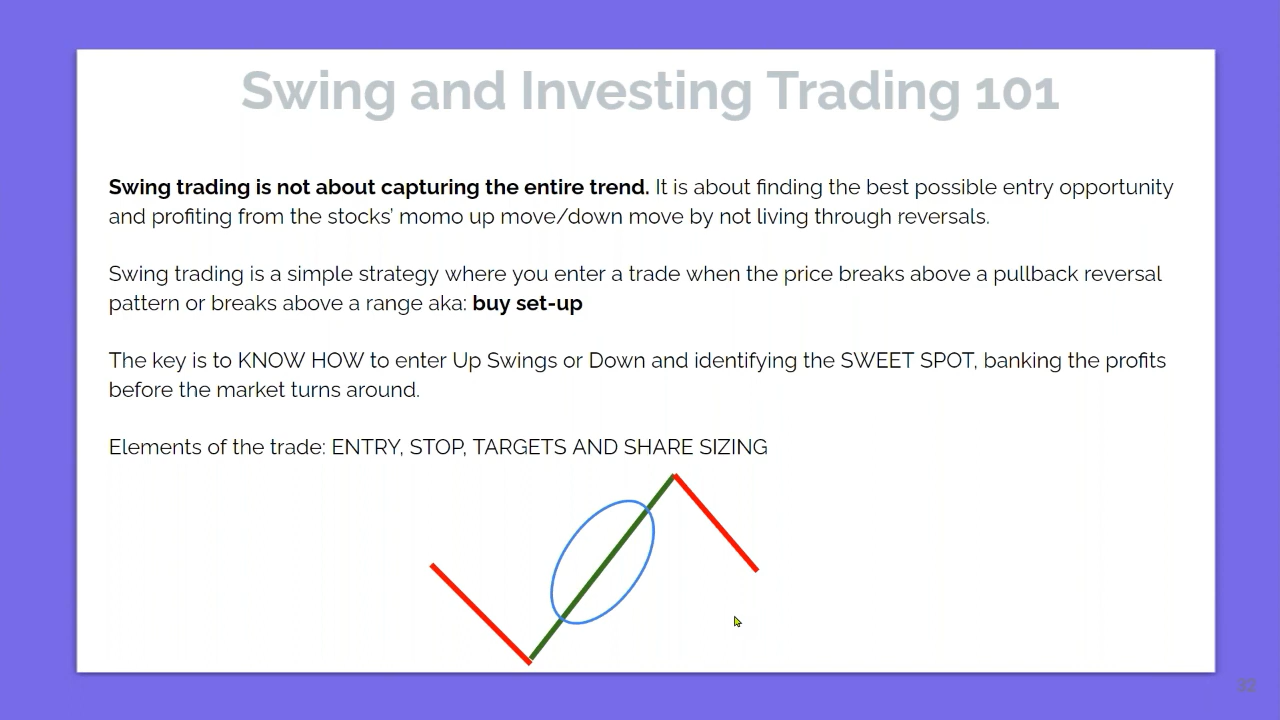 Swing and Investing Trading 101
Swing trading is not about capturing the entire trend. It is about finding the best possible entry opportunity
and profiting from the stocks' momo up move/down move by not living through reversals.
Swing trading is a simple strategy where you enter a trade when the price breaks above a pullback reversal
pattern or breaks above a range aka: buy set-up
The key is to KNOW HOW to enter Up Swings or Down and identifying the SWEET SPOT, banking the profits
before the market turns around.
Elements of the trade: ENTRY, STOP, TARGETS AND SHARE SIZING